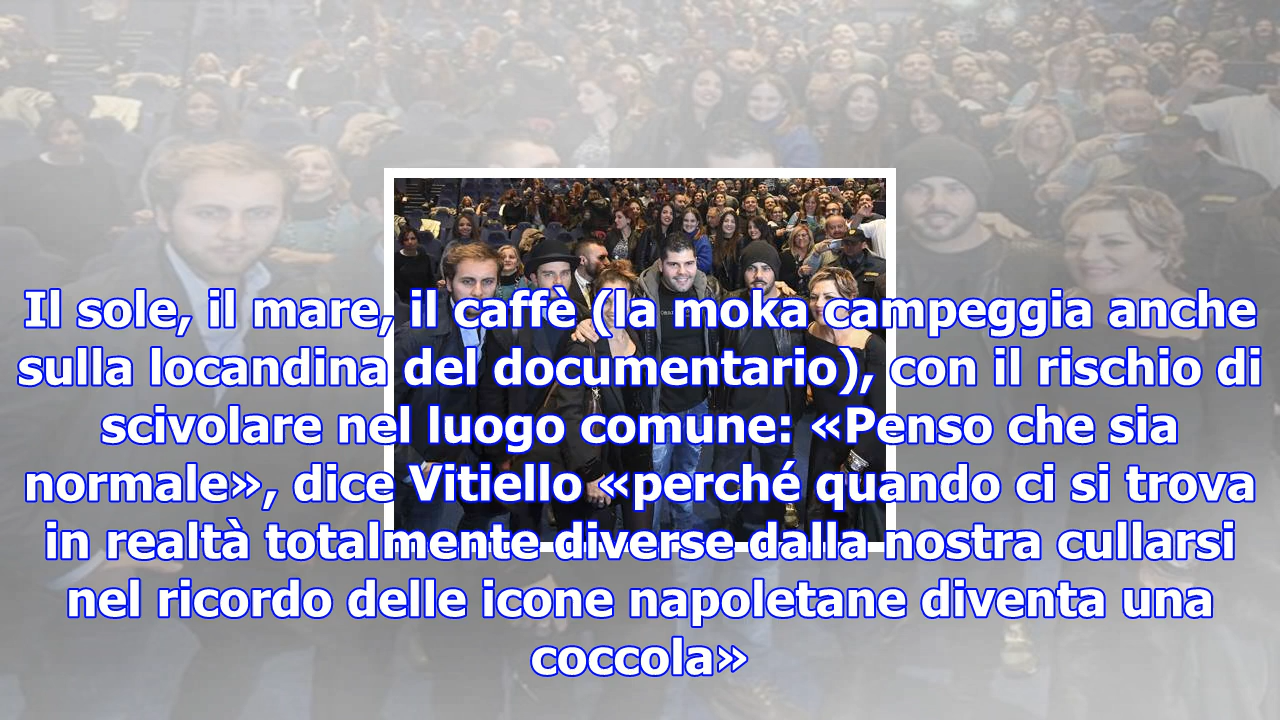 Il sole, il mare, il caffè (la moka campeggia anche
sulla locandina del documentario), con il rischio di
scivolare nel luogo comune: «Penso che sia
normale», dice Vitiello «perché quando ci si trova
in realtà totalmente diverse dalla nostra cullarsi
nel ricordo delle icone napoletane diventa una
coccola»